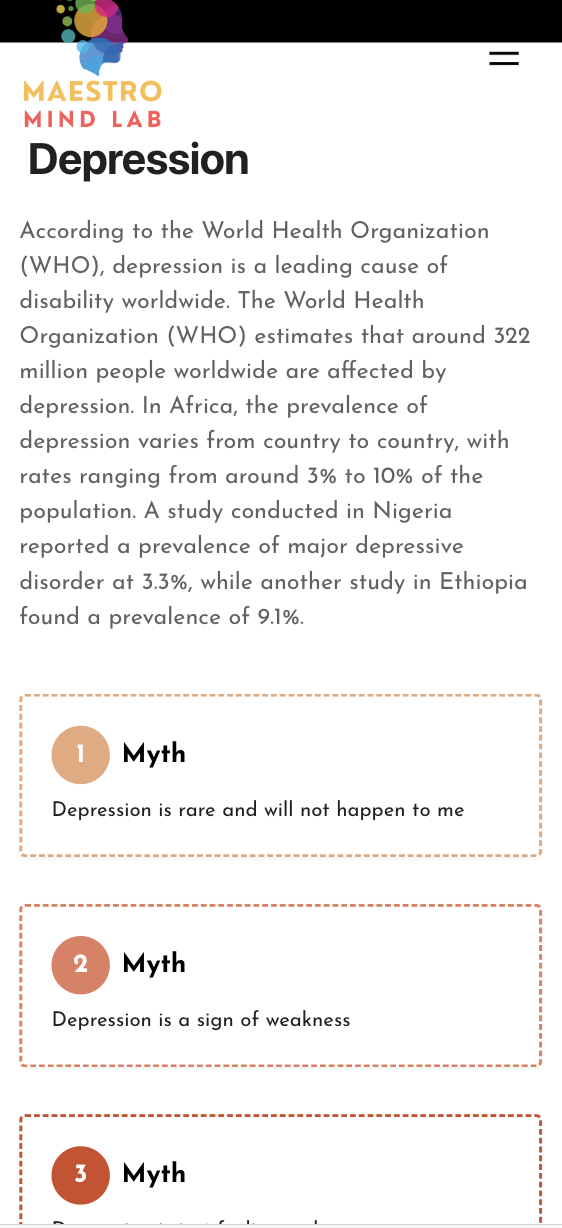 MAESTRO
MIND LAB
Depression
According to the World Health Organization
(WHO), depression is a leading cause of
disability worldwide. The World Health
Organization (WHO) estimates that around 322
million people worldwide are affected by
depression. In Africa, the prevalence of
depression varies from country to country, with
rates ranging from around 3% to 10% of the
population. A study conducted in Nigeria
reported a prevalence of major depressive
disorder at 3.3%, while another study in Ethiopia
found a prevalence of 9.1%.
1 Myth
Depression is rare and will not happen to me
2 Myth
Depression is a sign of weakness
3 Myth